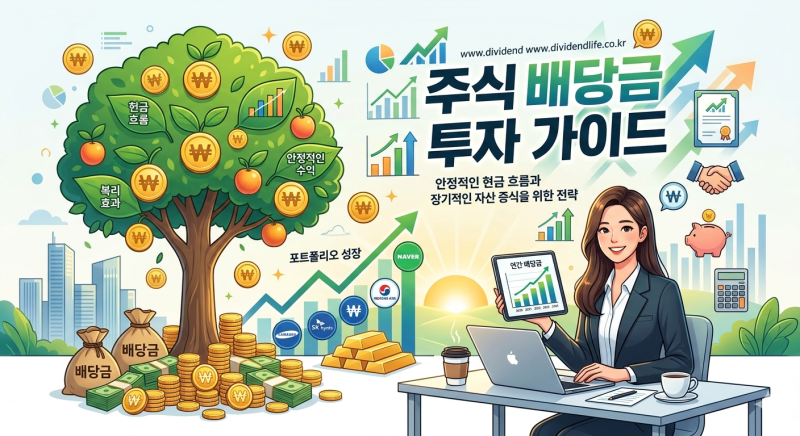 www.dividend www.dividendlife.co.kr
주식 배당금
투자 가이드
안정적인 현금 흐름과
장기적인 자산 증식을 위한 전략
현금
흐름
안정적인
수익
복리
효과
포트폴리오 성장
NAVER
SAMSUNG
SK hynix
배당금
배당금
연간 배당금